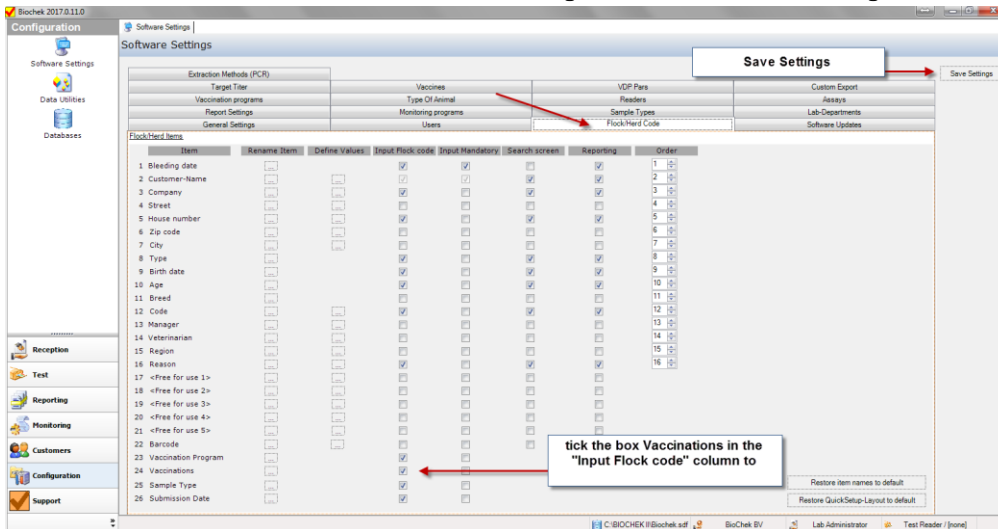 Biochek 2017.0.11.0
Configuration
Software Settings
Software Settings
Software Settings
Data Utilities
Databases
Save Settings
Save Settings
Extraction Methods (PCR)
Target Titer Vaccines VDP Pars Custom Export
Vaccination programs Type Of Animal Readers Assays
Report Settings Monitoring programs Sample Types Lab-Departments
General Settings Users Flock/Herd Code Software Updates
Flock/Herd Items
Item Rename Item Define Values Input Flock code Input Mandatory Search screen Reporting Order
1 Bleeding date 1
2 Customer-Name 2
3 Company 3
4 Street 4
5 House number 5
6 Zip code 6
7 City 7
8 Type 8
9 Birth date 9
10 Age 10
11 Breed 11
12 Code 12
13 Manager 13
14 Veterinarian 14
15 Region 15
16 Reason 16
17 <Free for use 1>
18 <Free for use 2>
19 <Free for use 3>
20 <Free for use 4>
21 <Free for use 5>
22 Barcode
23 Vaccination Program
24 Vaccinations
25 Sample Type
26 Submission Date
tick the box Vaccinations in the
"Input Flock code" column to
Restore item names to default
Restore QuickSetup-Layout to default
Reception
Test
Reporting
Monitoring
Customers
Configuration
Support
C:\BIOCHEK II\Biochek.sdf BioChek BV Lab Administrator Test Reader / [none]